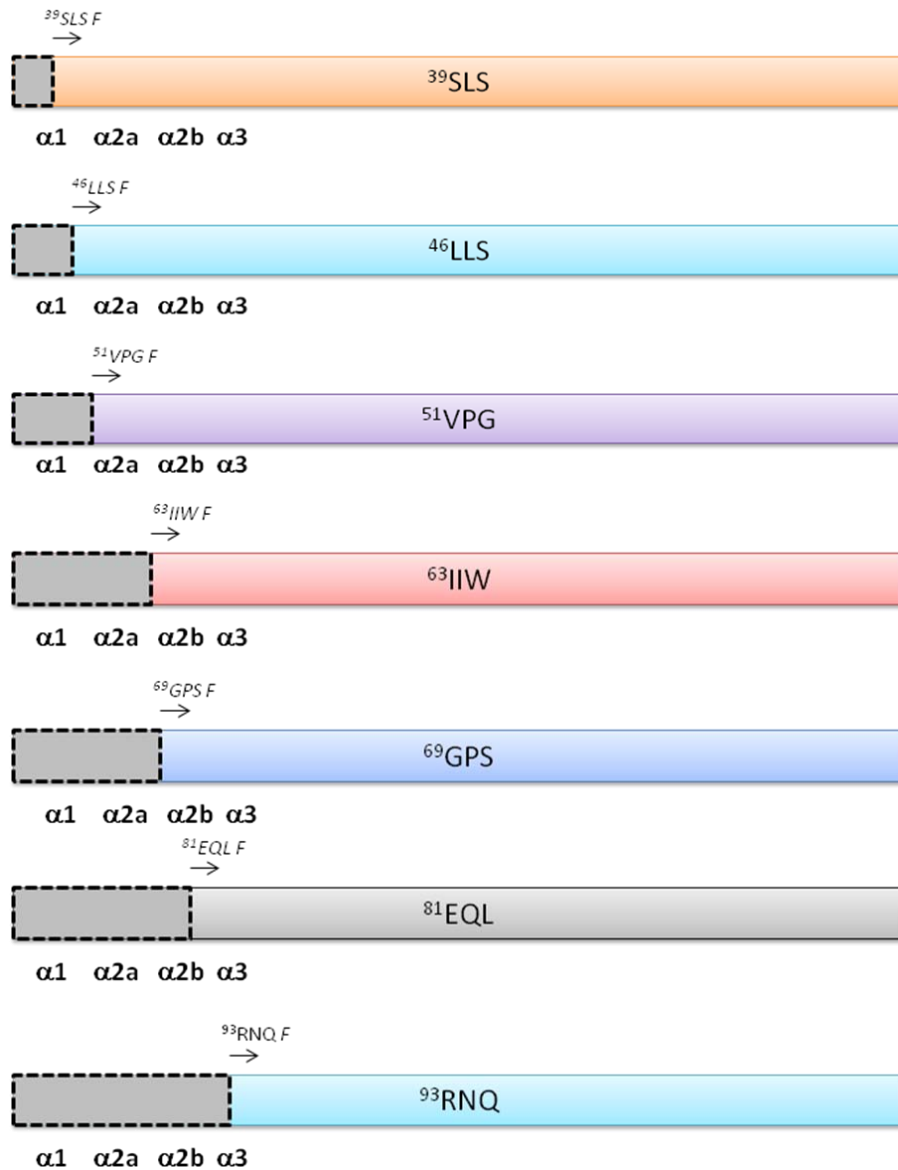 ³⁹SLS F
³⁹SLS
α1 α2a α2b α3
⁴⁶LLS F
⁴⁶LLS
α1 α2a α2b α3
⁵¹VPG F
⁵¹VPG
α1 α2a α2b α3
⁶³IIW F
⁶³IIW
α1 α2a α2b α3
⁶⁹GPS F
⁶⁹GPS
α1 α2a α2b α3
⁸¹EQL F
⁸¹EQL
α1 α2a α2b α3
⁹³RNQ F
⁹³RNQ
α1 α2a α2b α3